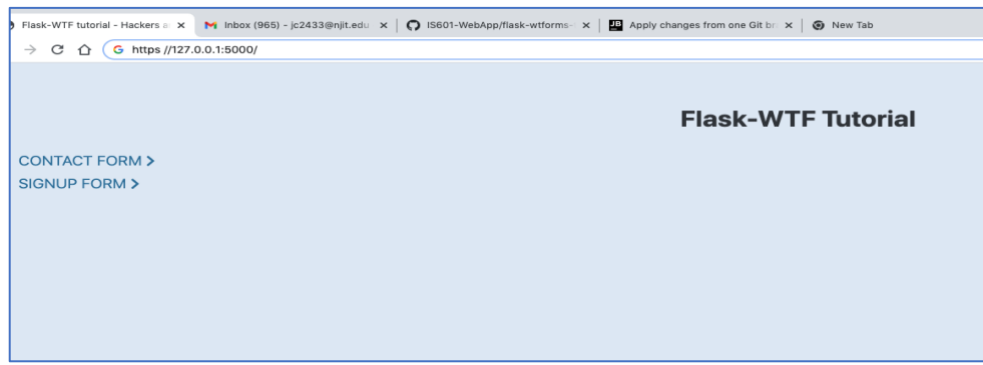 Flask-WTF tutorial - Hackers a
Inbox (965) - jc2433@njit.edu
IS601-WebApp/flask-wtforms-
Apply changes from one Git br
New Tab
https //127.0.0.1:5000/
Flask-WTF Tutorial
CONTACT FORM >
SIGNUP FORM >